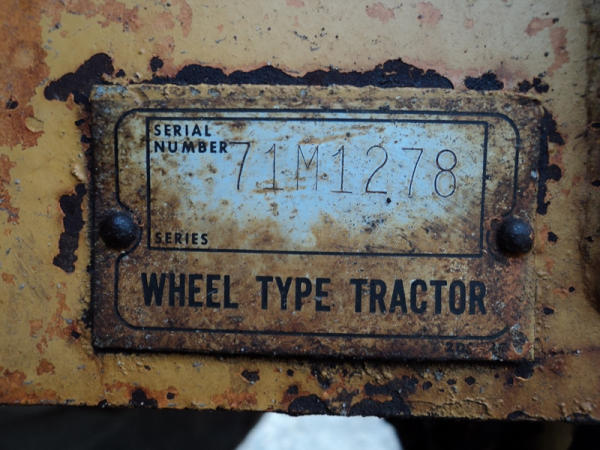 SERIAL
NUMBER 71M1278
SERIES
WHEEL TYPE TRACTOR